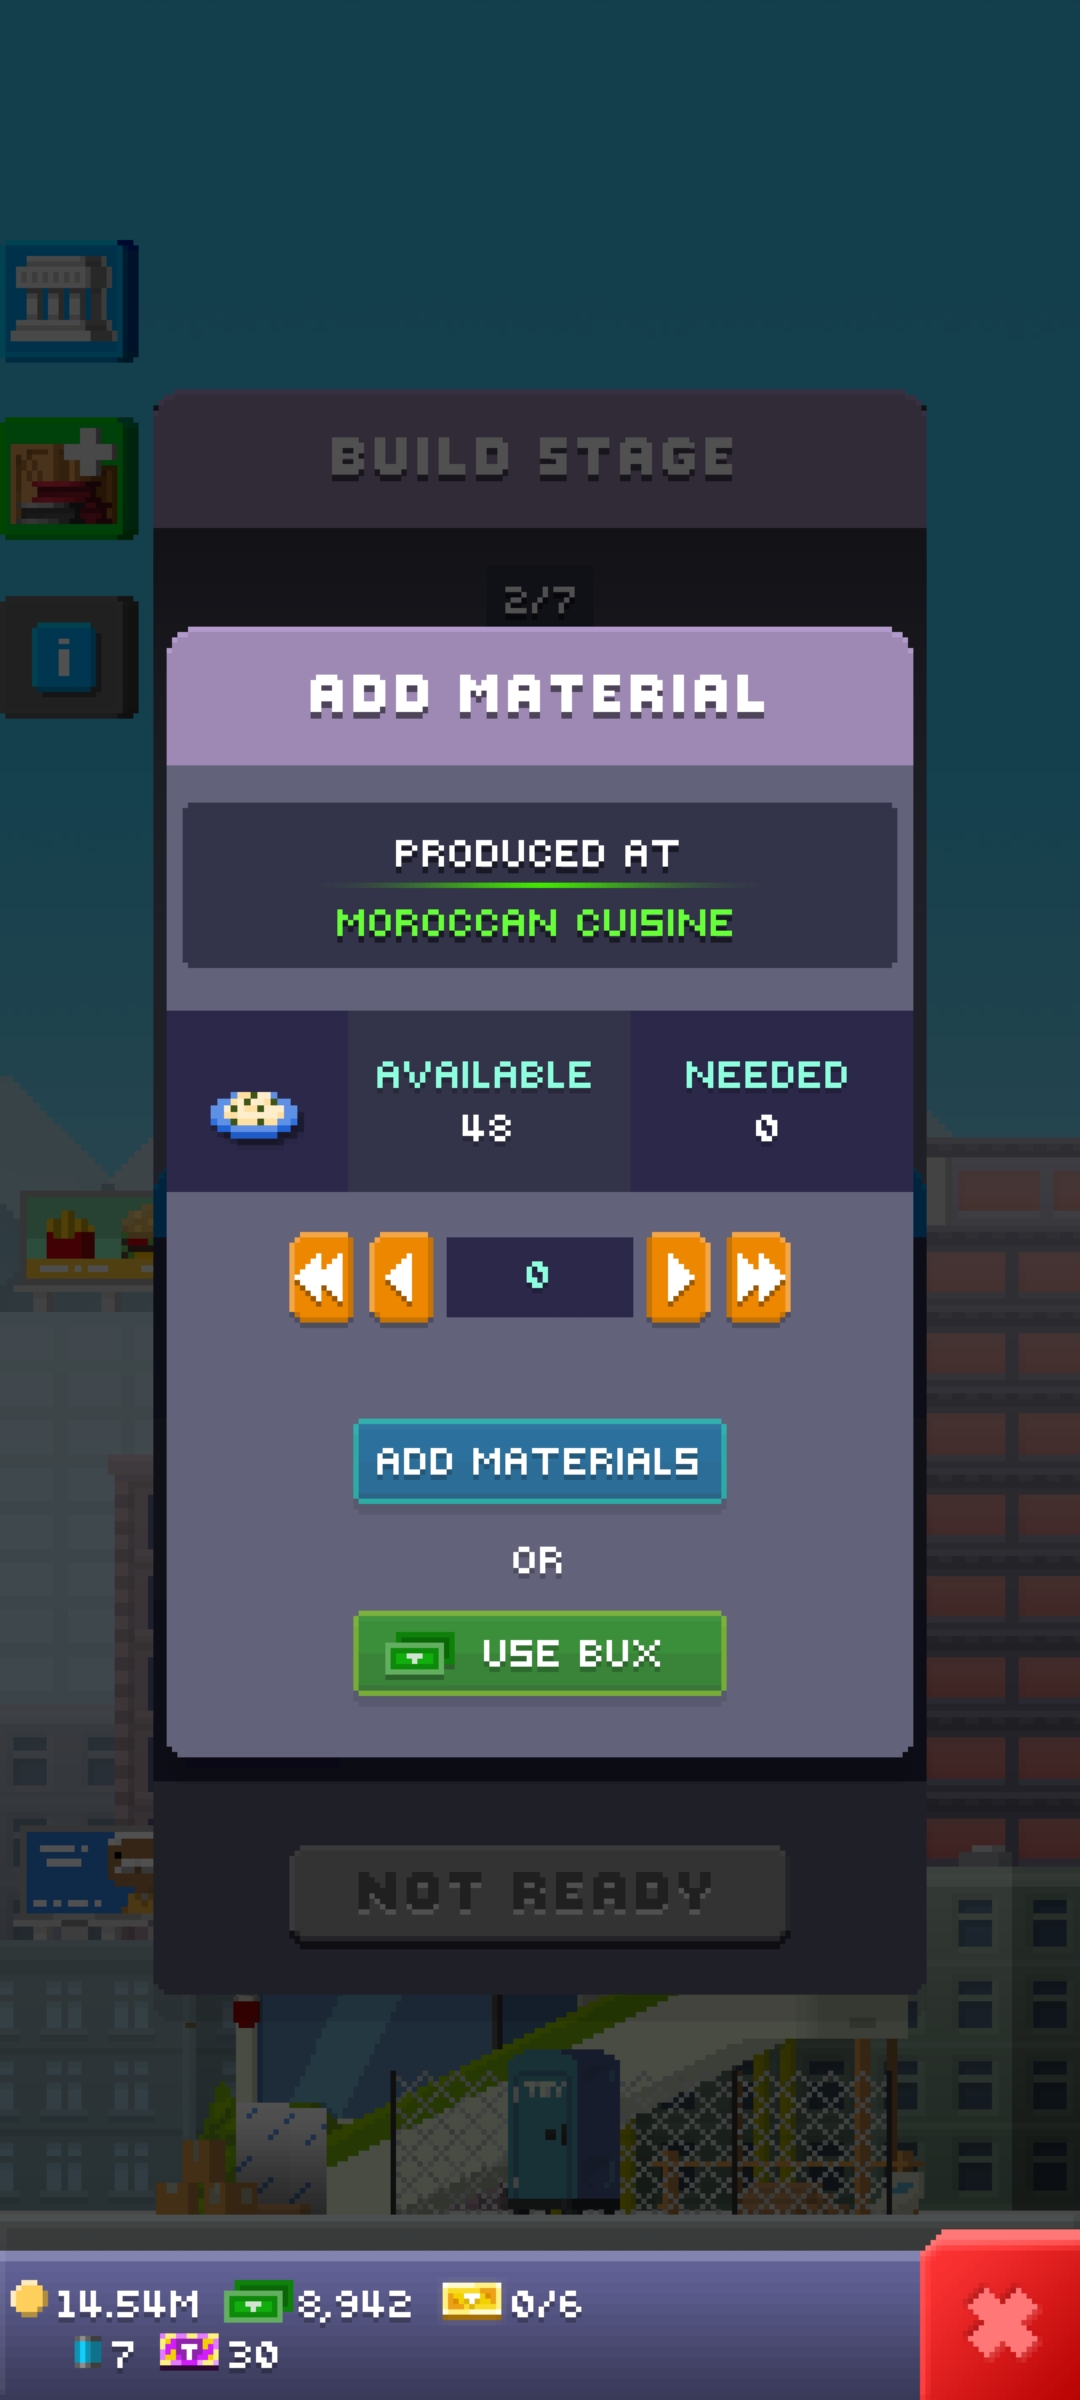 BUILD STAGE
2/7
ADD MATERIAL
PRODUCED AT
MOROCCAN CUISINE
AVAILABLE
48
NEEDED
0
0
ADD MATERIALS
OR
USE BUX
NOT READY
14.54M 8,942 0/6
7 30